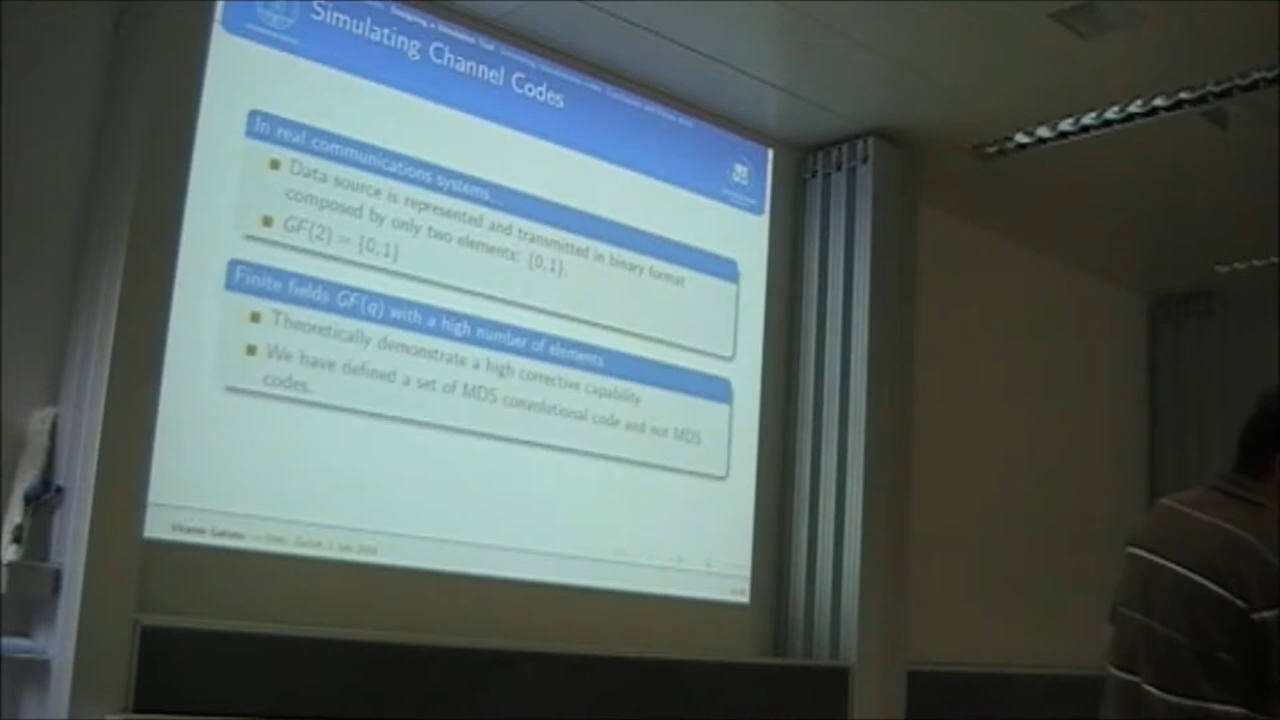 Simulating Channel Codes
In real communications systems...
Data source is represented and transmitted in binary format
composed by only two elements: {0,1}.
GF(2) = {0,1}
Finite fields GF(q) with a high number of elements
Theoretically demonstrate a high corrective capability
We have defined a set of MDS convolutional code and not MDS
codes.